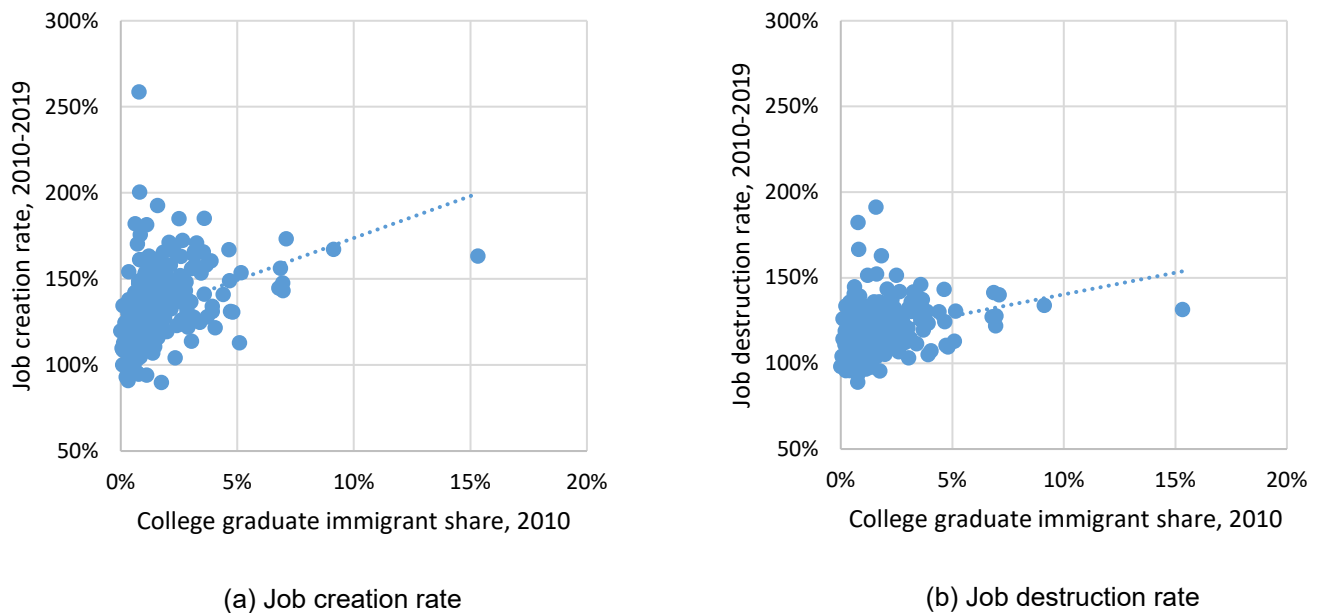 300%
250%
200%
150%
100%
50%
0% 5% 10% 15% 20%
Job creation rate, 2010-2019
College graduate immigrant share, 2010
(a) Job creation rate
300%
250%
200%
150%
100%
50%
0% 5% 10% 15% 20%
Job destruction rate, 2010-2019
College graduate immigrant share, 2010
(b) Job destruction rate